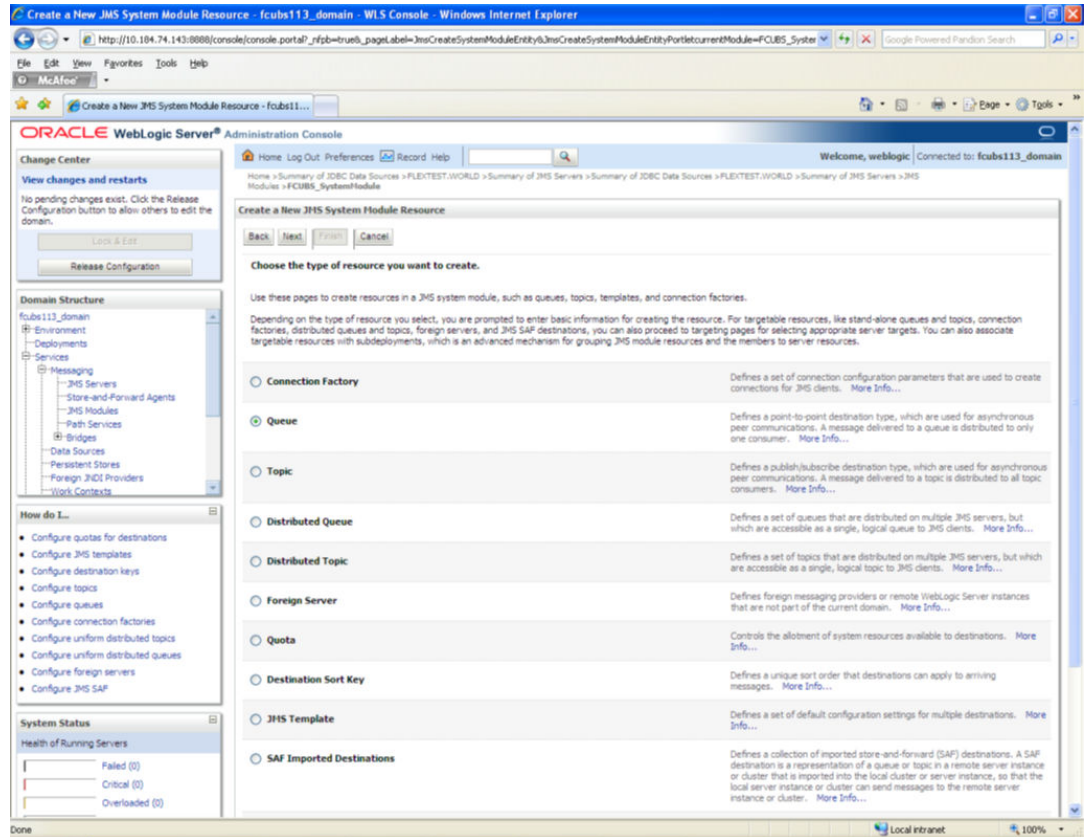 Create a New JMS System Module Resource - fcubs113_domain - WLS Console - Windows Internet Explorer
http://10.184.74.143:8888/console/console.portal?_nfpb=true&_pageLabel=JmsCreateSystemModuleEntity&JmsCreateSystemModuleEntityPortletcurrentModule=FCUBS_System
Google Powered Pandion Search
File Edit View Favorites Tools Help
McAfee
Create a New JMS System Module Resource - fcubs11...
Page Tools
ORACLE WebLogic Server® Administration Console
Change Center
View changes and restarts
No pending changes exist. Click the Release
Configuration button to allow others to edit the
domain.
Lock & Edit
Release Configuration
Domain Structure
fcubs113_domain
Environment
Deployments
Services
Messaging
JMS Servers
Store-and-Forward Agents
JMS Modules
Path Services
Bridges
Data Sources
Persistent Stores
Foreign JNDI Providers
Work Contexts
How do I...
Configure quotas for destinations
Configure JMS templates
Configure destination keys
Configure topics
Configure queues
Configure connection factories
Configure uniform distributed topics
Configure uniform distributed queues
Configure foreign servers
Configure JMS SAF
System Status
Health of Running Servers
Failed (0)
Critical (0)
Overloaded (0)
Home Log Out Preferences Record Help
Welcome, weblogic Connected to: fcubs113_domain
Home >Summary of JDBC Data Sources >FLEXTEST.WORLD >Summary of JMS Servers >Summary of JDBC Data Sources >FLEXTEST.WORLD >Summary of JMS Servers >JMS
Modules >FCUBS_SystemModule
Create a New JMS System Module Resource
Back Next Finish Cancel
Choose the type of resource you want to create.
Use these pages to create resources in a JMS system module, such as queues, topics, templates, and connection factories.
Depending on the type of resource you select, you are prompted to enter basic information for creating the resource. For targetable resources, like stand-alone queues and topics, connection
factories, distributed queues and topics, foreign servers, and JMS SAF destinations, you can also proceed to targeting pages for selecting appropriate server targets. You can also associate
targetable resources with subdeployments, which is an advanced mechanism for grouping JMS module resources and the members to server resources.
Connection Factory
Defines a set of connection configuration parameters that are used to create
connections for JMS clients. More Info...
Queue
Defines a point-to-point destination type, which are used for asynchronous
peer communications. A message delivered to a queue is distributed to only
one consumer. More Info...
Topic
Defines a publish/subscribe destination type, which are used for asynchronous
peer communications. A message delivered to a topic is distributed to all topic
consumers. More Info...
Distributed Queue
Defines a set of queues that are distributed on multiple JMS servers, but
which are accessible as a single, logical queue to JMS clients. More Info...
Distributed Topic
Defines a set of topics that are distributed on multiple JMS servers, but which
are accessible as a single, logical topic to JMS clients. More Info...
Foreign Server
Defines foreign messaging providers or remote WebLogic Server instances
that are not part of the current domain. More Info...
Quota
Controls the allotment of system resources available to destinations. More
Info...
Destination Sort Key
Defines a unique sort order that destinations can apply to arriving
messages. More Info...
JMS Template
Defines a set of default configuration settings for multiple destinations. More
Info...
SAF Imported Destinations
Defines a collection of imported store-and-forward (SAF) destinations. A SAF
destination is a representation of a queue or topic in a remote server instance
or cluster that is imported into the local cluster or server instance, so that the
local server instance or cluster can send messages to the remote server
instance or cluster. More Info...
Done
Local intranet
100%